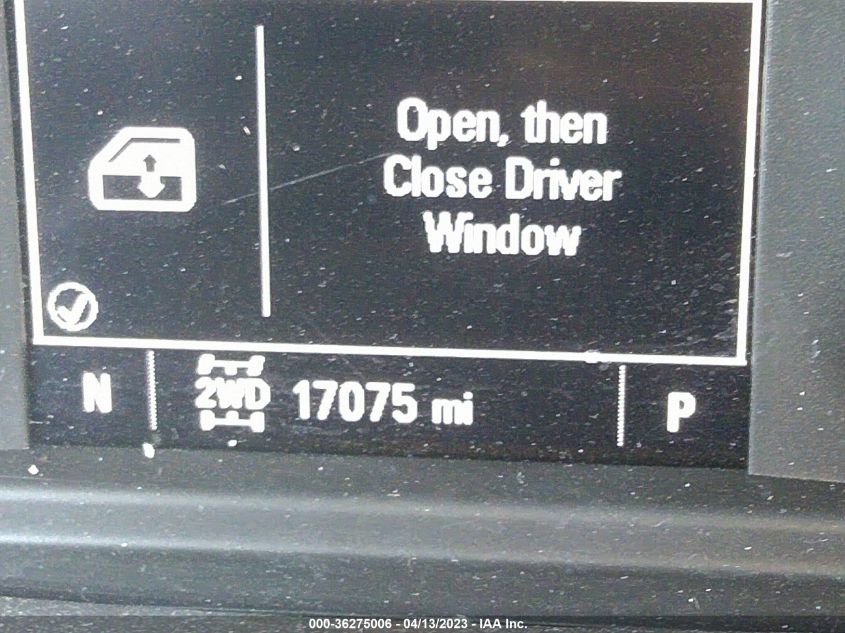 Open, then
Close Driver
Window
N
2WD
17075 mi
P
000-36275006 - 04/13/2023 - IAA Inc.